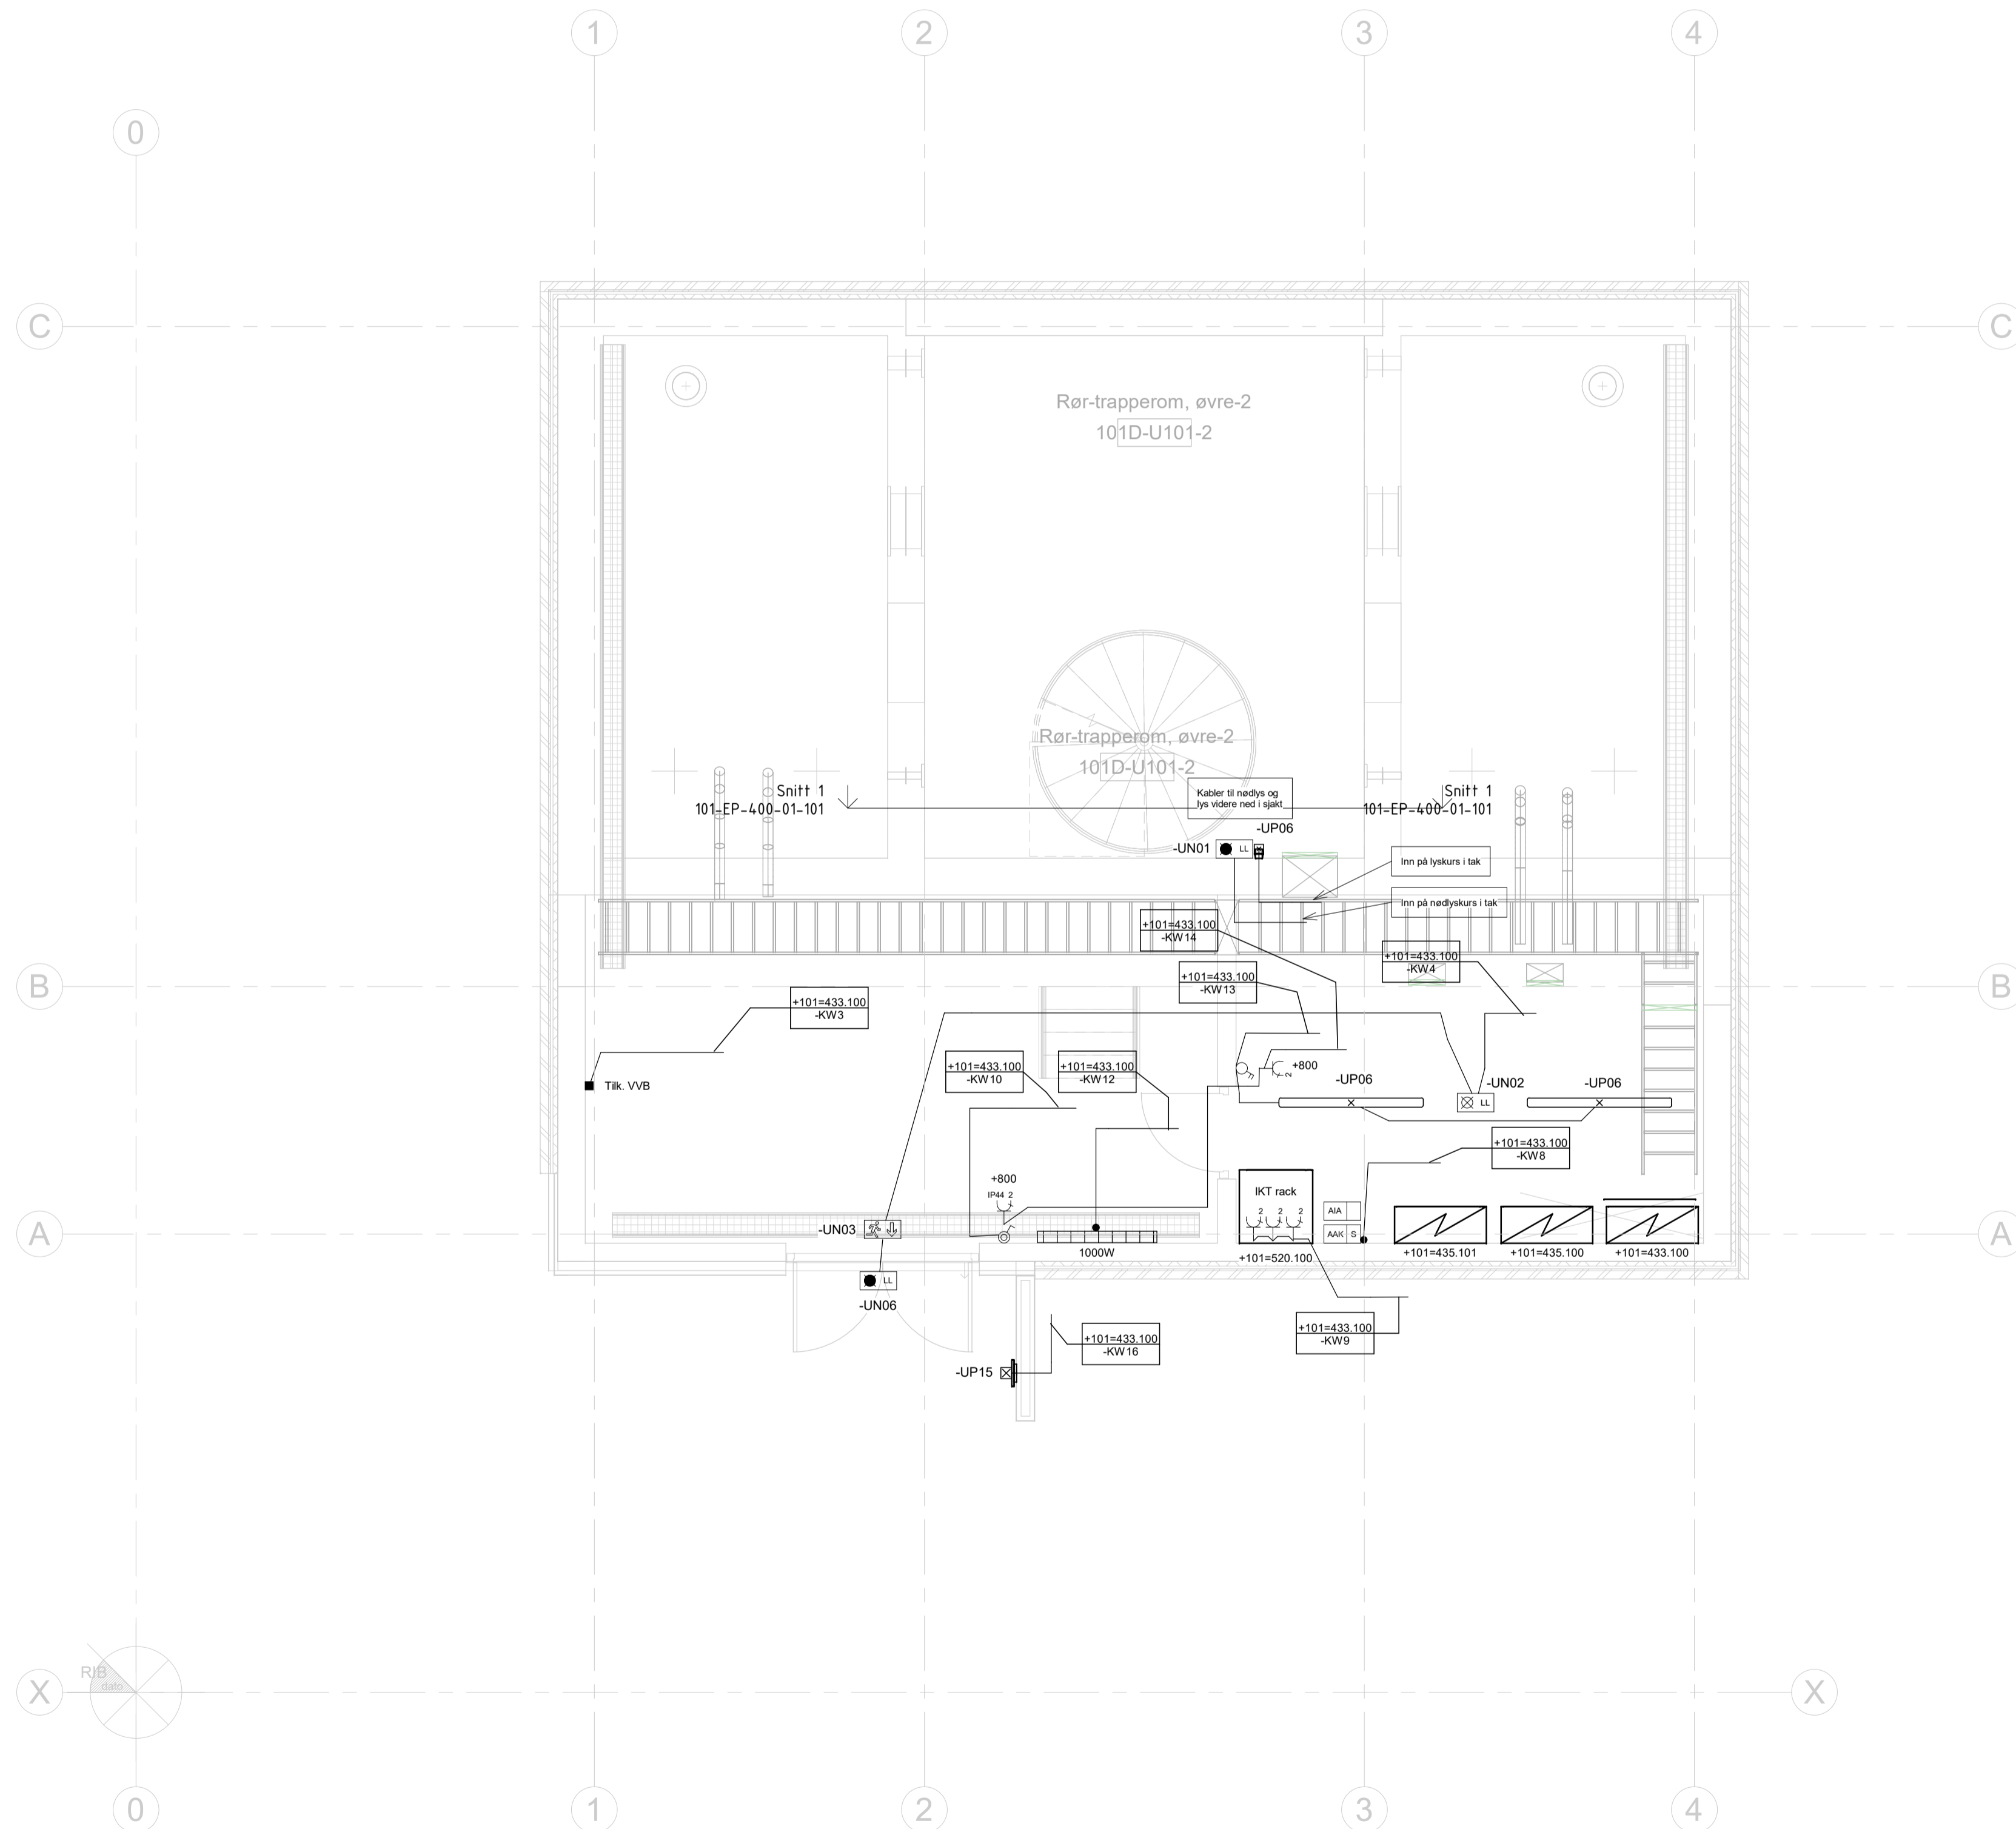 1
2
3
4
0
C
C
Rør-trapperom, øvre-2
101D-U101-2
Rør-trapperom, øvre-2
101D-U101-2
Snitt 1
101-EP-400-01-101
Kabler til nødlys og
lys videre ned i sjakt
Snitt 1
101-EP-400-01-101
-UP06
-UN01
LL
Inn på lyskurs i tak
Inn på nødlyskurs i tak
+101=433.100
-KW14
+101=433.100
-KW4
+101=433.100
-KW13
B
B
+101=433.100
-KW3
+101=433.100
-KW10
+101=433.100
-KW12
+800
2
-UP06
-UN02
-UP06
LL
Tilk. VVB
+101=433.100
-KW8
+800
IP44 2
IKT rack
2 2 2
AIA
AAK S
A
A
-UN03
1000W
+101=520.100
+101=435.101
+101=435.100
+101=433.100
LL
-UN06
+101=433.100
-KW16
+101=433.100
-KW9
-UP15
RIB
dato
X
X
0
1
2
3
4